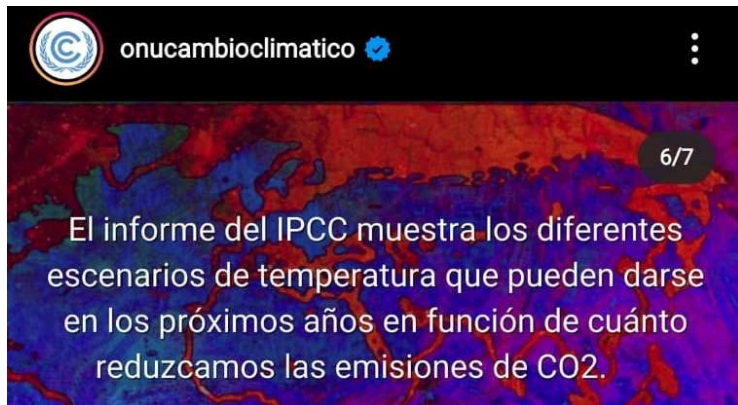 onucambioclimatico
6/7
El informe del IPCC muestra los diferentes
escenarios de temperatura que pueden darse
en los próximos años en función de cuánto
reduzcamos las emisiones de CO2.